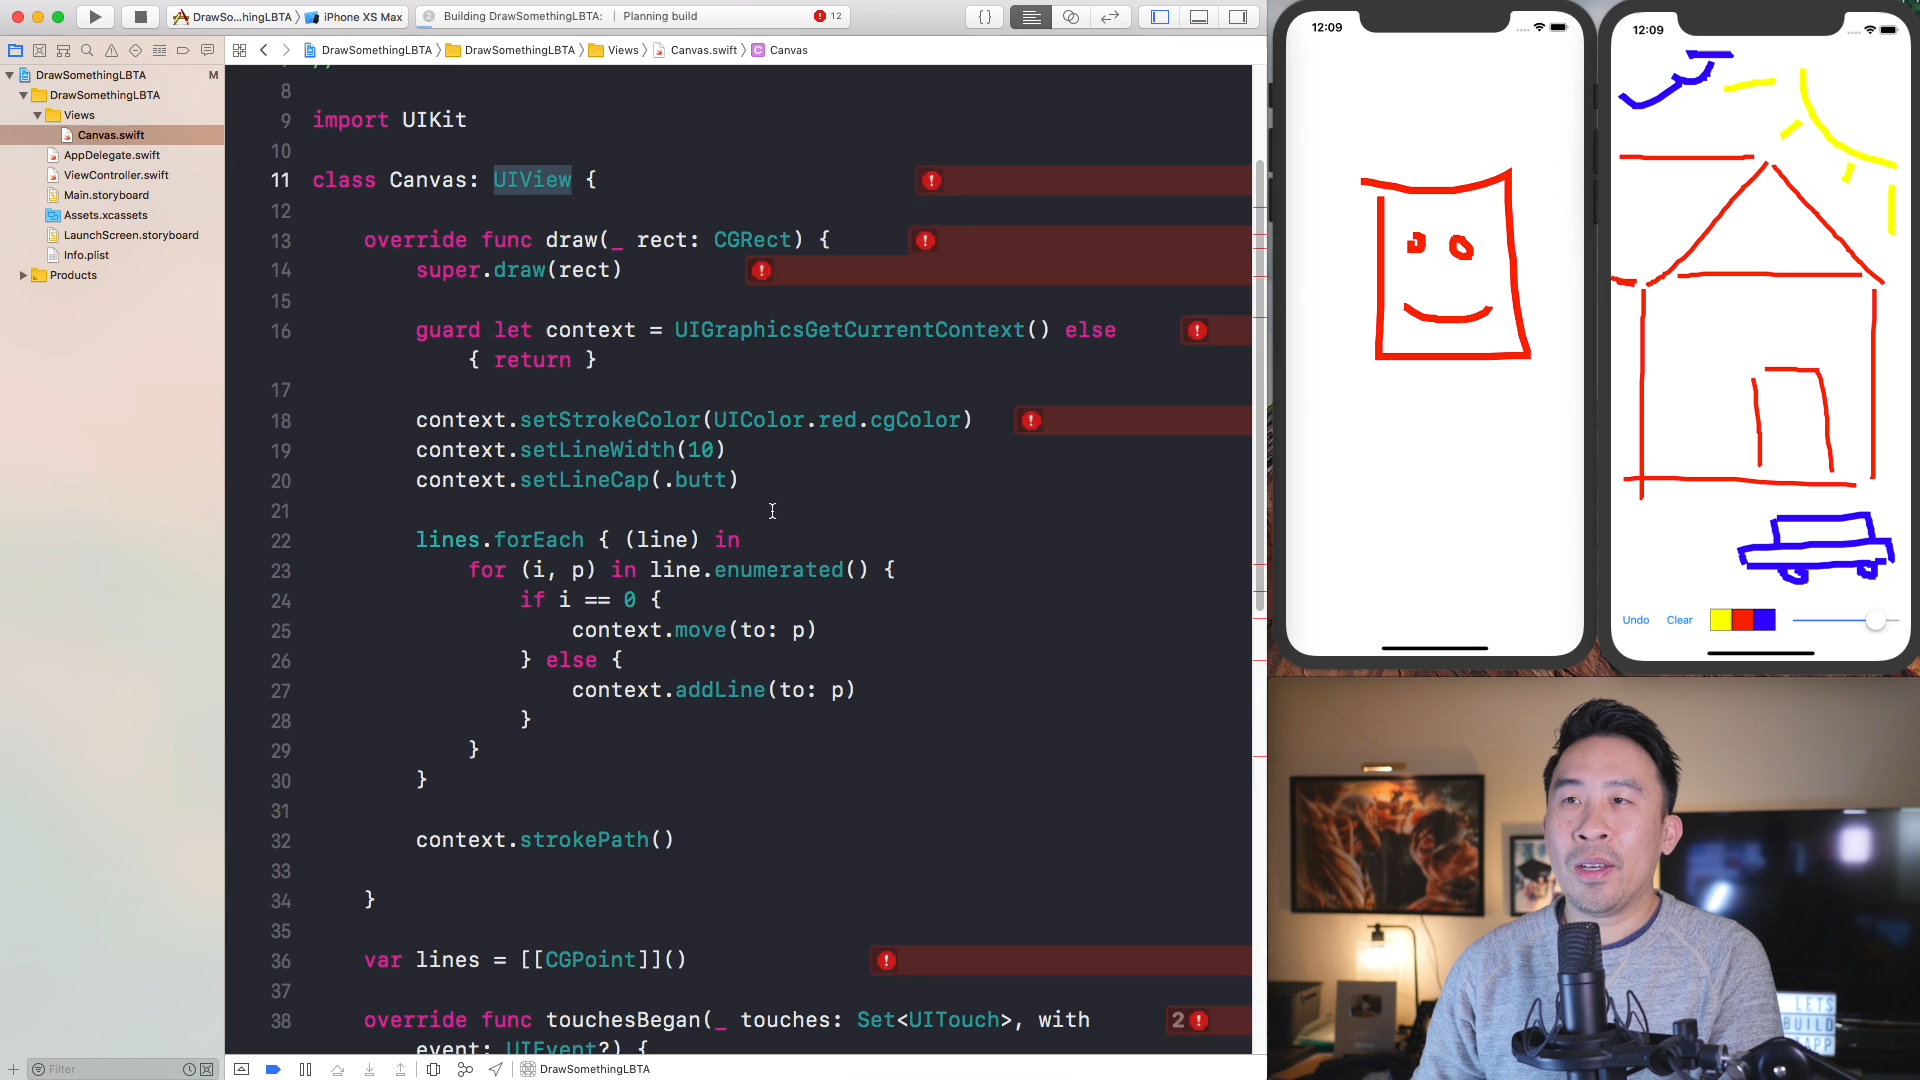 DrawSo...hingLBTA
iPhone XS Max
2 Building DrawSomethingLBTA: Planning build
12
12:09
12:09
DrawSomethingLBTA
DrawSomethingLBTA
Views
Canvas.swift
Canvas
DrawSomethingLBTA M
DrawSomethingLBTA
Views
Canvas.swift
AppDelegate.swift
ViewController.swift
Main.storyboard
Assets.xcassets
LaunchScreen.storyboard
Info.plist
Products
8
9 import UIKit
10
11 class Canvas: UIView {
12
13 override func draw(_ rect: CGRect) {
14 super.draw(rect)
15
16 guard let context = UIGraphicsGetCurrentContext() else
{ return }
17
18 context.setStrokeColor(UIColor.red.cgColor)
19 context.setLineWidth(10)
20 context.setLineCap(.butt)
21
22 lines.forEach { (line) in
23 for (i, p) in line.enumerated() {
24 if i == 0 {
25 context.move(to: p)
26 } else {
27 context.addLine(to: p)
28 }
29 }
30 }
31
32 context.strokePath()
33
34 }
35
36 var lines = [[CGPoint]]()
37
38 override func touchesBegan(_ touches: Set<UITouch>, with 2
event: UIEvent?) {
Undo Clear
LETS
BUILD
APP
Filter
DrawSomethingLBTA